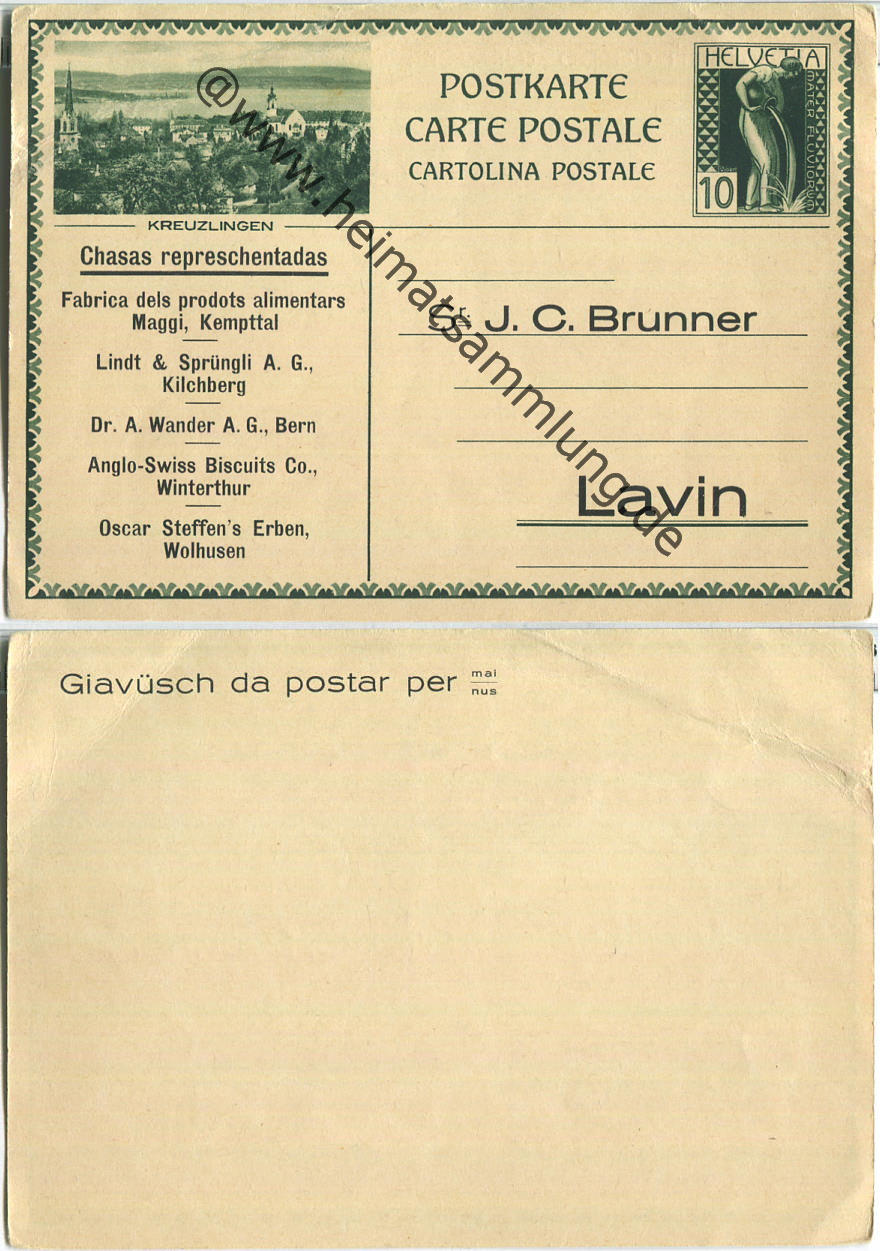 POSTKARTE
CARTE POSTALE
CARTOLINA POSTALE
HELVETIA
MATER FLUVIORUM
10
KREUZLINGEN
Chasas represchentadas
Fabrica dels prodots alimentars
Maggi, Kempttal
Lindt & Sprüngli A. G.,
Kilchberg
Dr. A. Wander A. G., Bern
Anglo-Swiss Biscuits Co.,
Winterthur
Oscar Steffen's Erben,
Wolhusen
Sr. J. C. Brunner
Lavin
@www.heimatsammlung.de
Giavüsch da postar per mai
nus